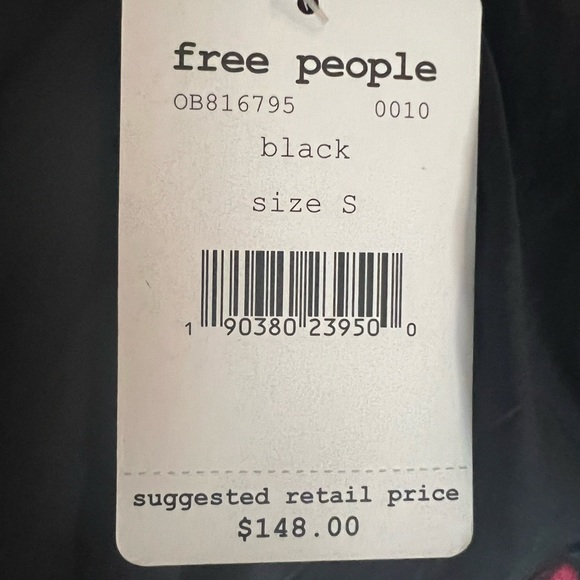 free people
OB816795 0010
black
size S
1 90380 23950 0
suggested retail price
$148.00